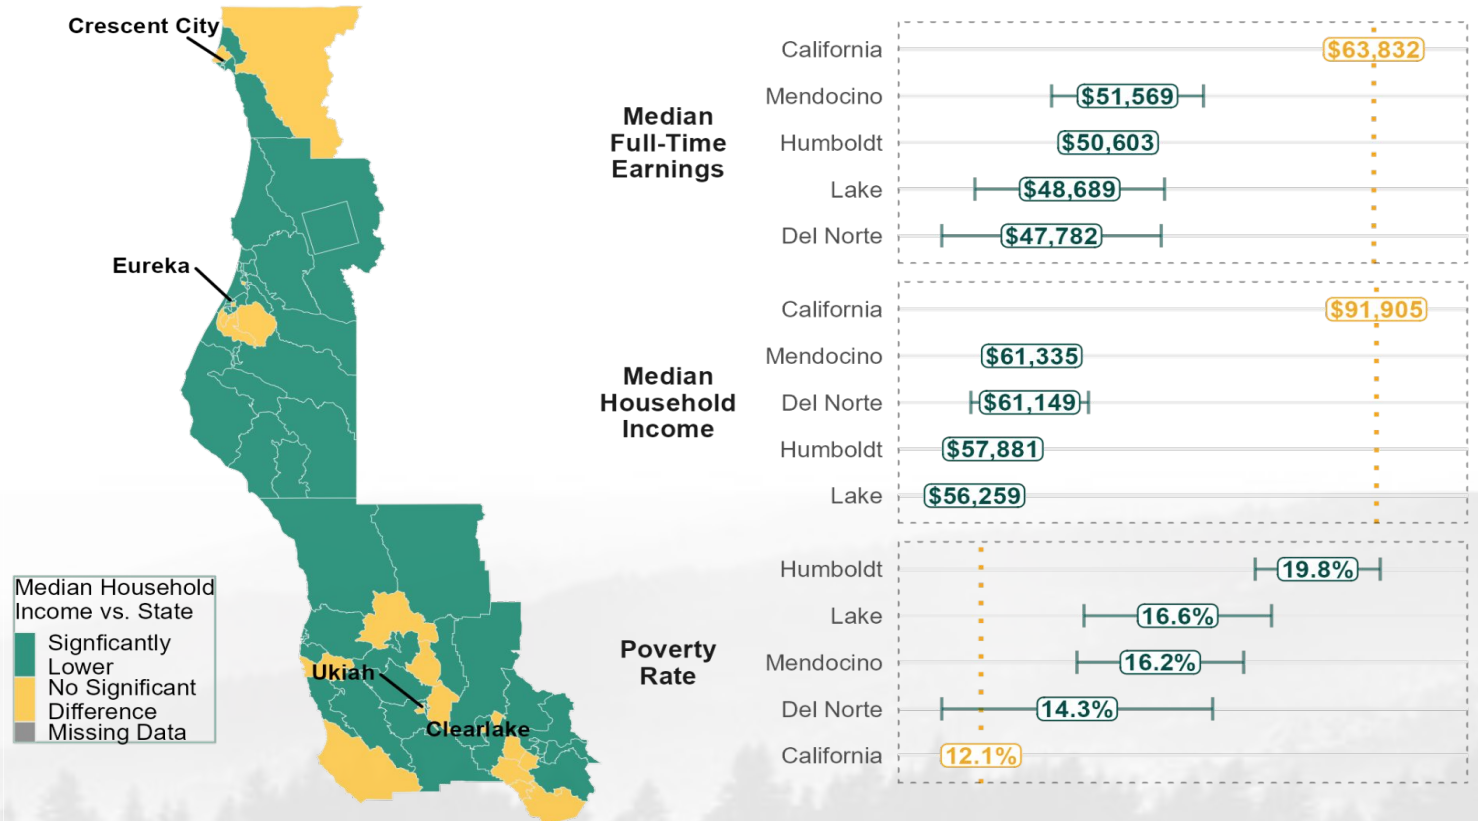 Crescent City
Eureka
Ukiah
Clearlake
Median Household
Income vs. State
Signficantly
Lower
No Significant
Difference
Missing Data
Median
Full-Time
Earnings
California
$63,832
Mendocino
$51,569
Humboldt
$50,603
Lake
$48,689
Del Norte
$47,782
Median
Household
Income
California
$91,905
Mendocino
$61,335
Del Norte
$61,149
Humboldt
$57,881
Lake
$56,259
Poverty
Rate
Humboldt
19.8%
Lake
16.6%
Mendocino
16.2%
Del Norte
14.3%
California
12.1%